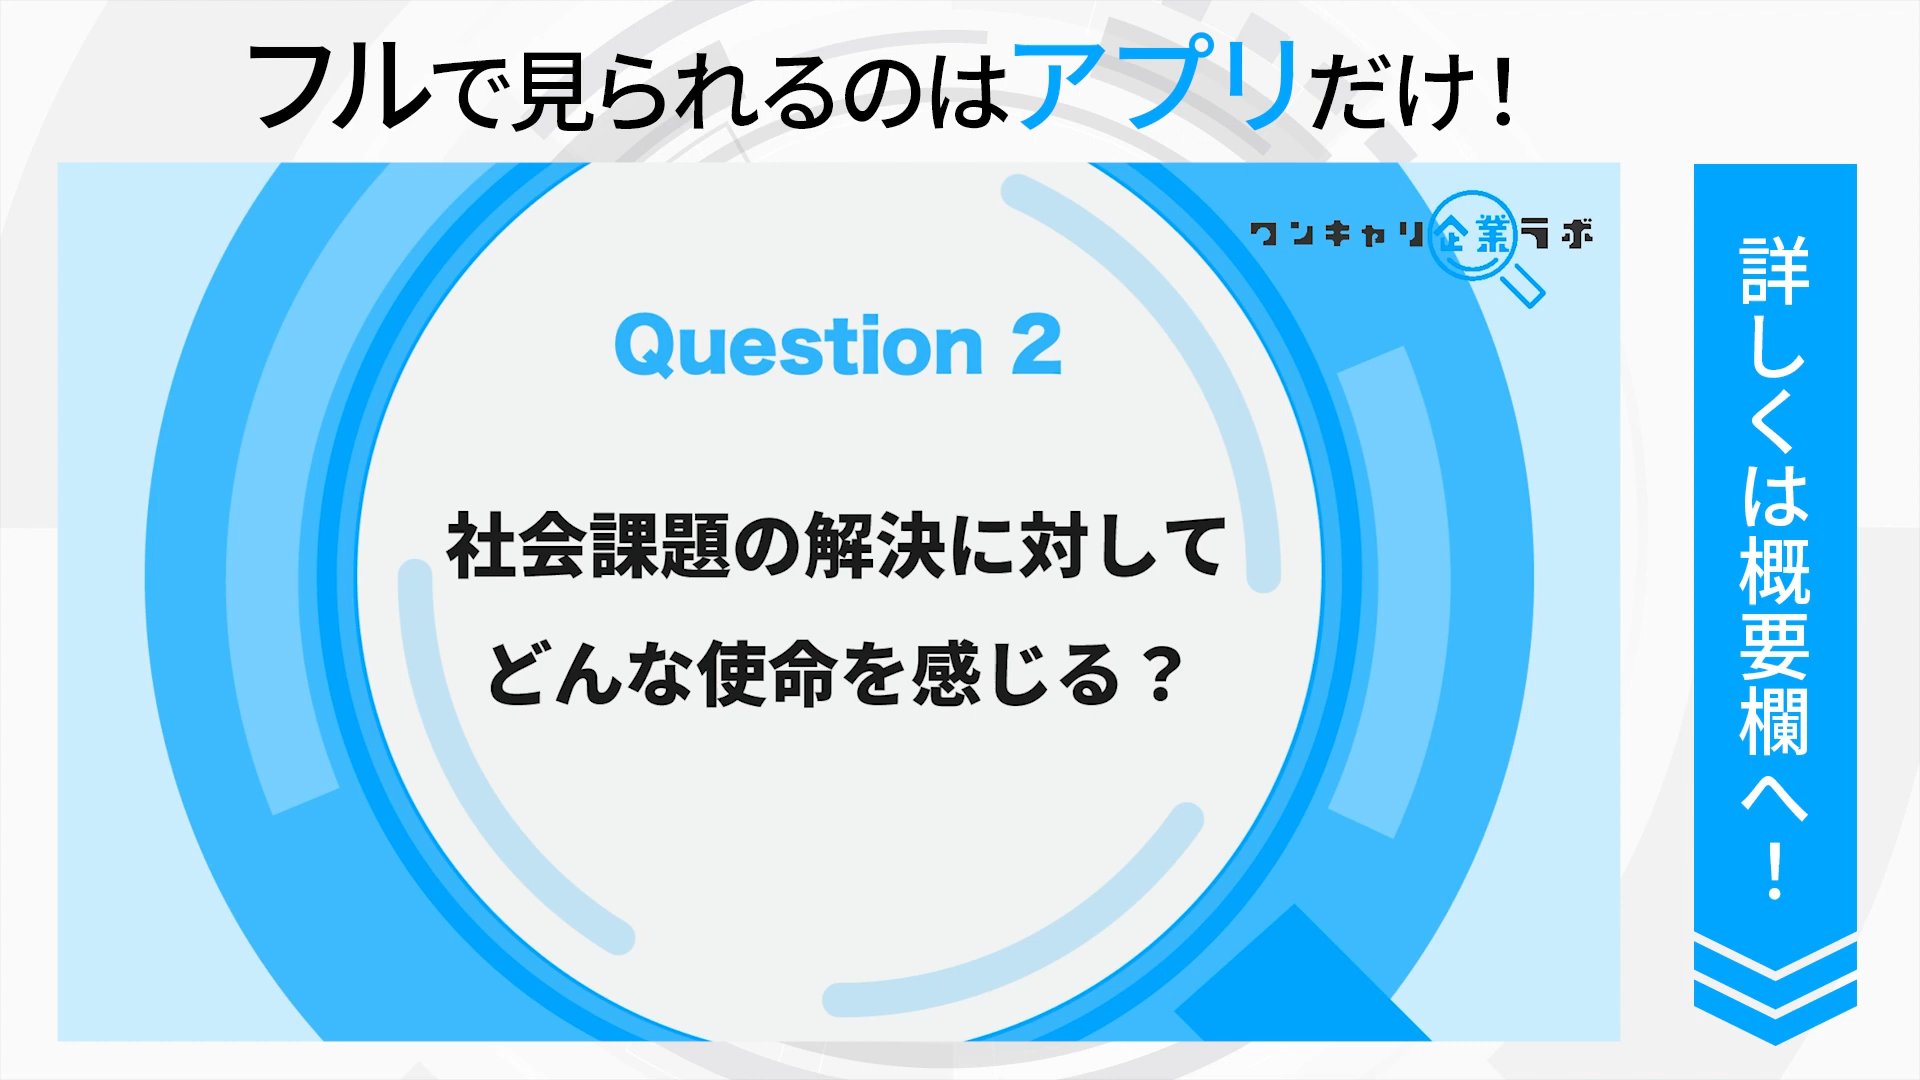 フルで見られるのはアプリだけ！
ワンキャリ企業ラボ
Question 2
社会課題の解決に対して
どんな使命を感じる？
詳しくは概要欄へ！